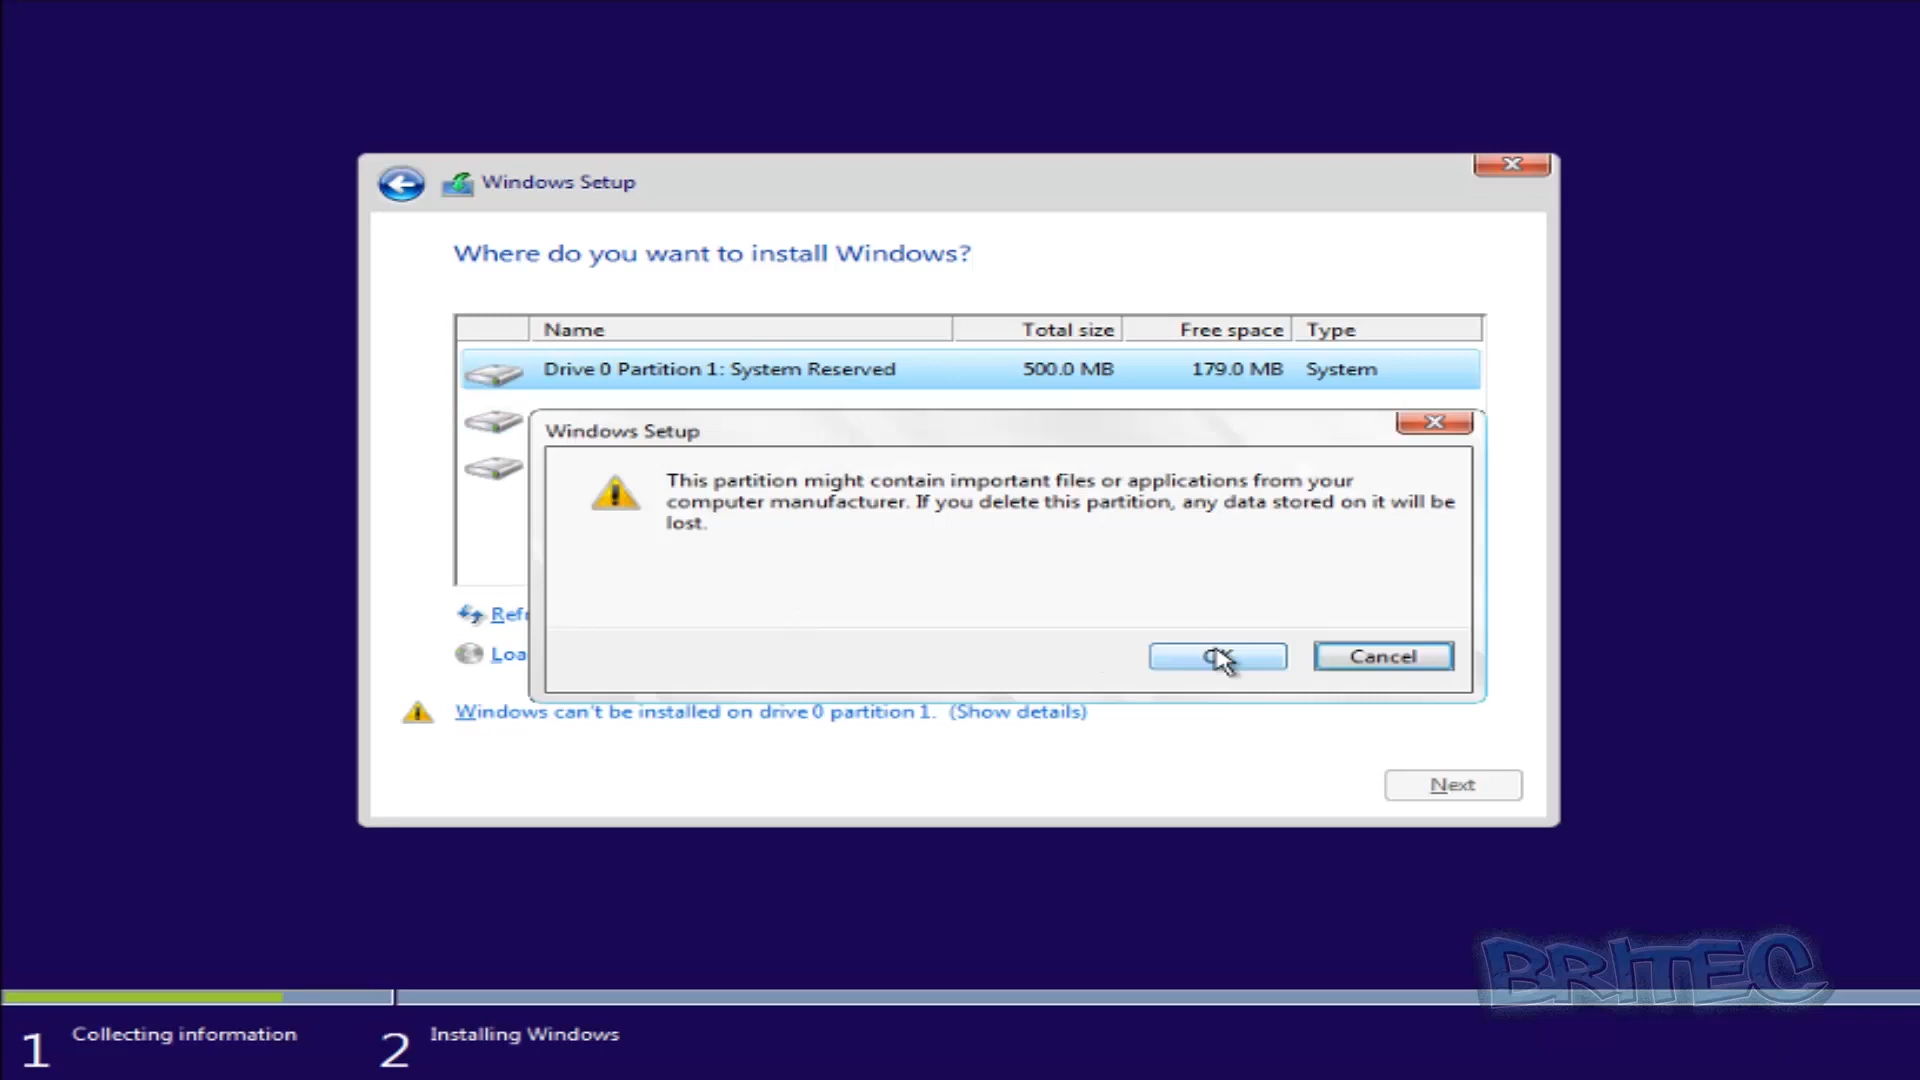 Windows Setup
Where do you want to install Windows?
Name Total size Free space Type
Drive 0 Partition 1: System Reserved 500.0 MB 179.0 MB System
Windows Setup
This partition might contain important files or applications from your
computer manufacturer. If you delete this partition, any data stored on it will be
lost.
Refr
Loa
OK Cancel
Windows can't be installed on drive 0 partition 1. (Show details)
Next
BRITEC
1 Collecting information 2 Installing Windows